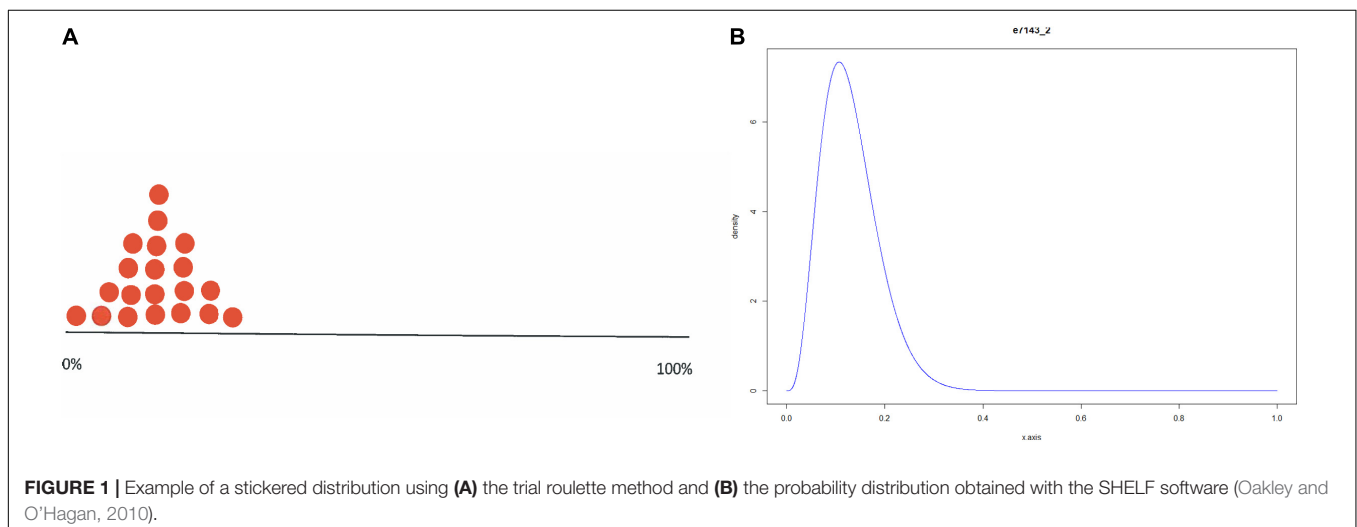 A
0%
100%
B
e7143_2
density
6
4
2
0
0.0 0.2 0.4 0.6 0.8 1.0
x.axis
FIGURE 1 | Example of a stickered distribution using (A) the trial roulette method and (B) the probability distribution obtained with the SHELF software (Oakley and
O'Hagan, 2010).